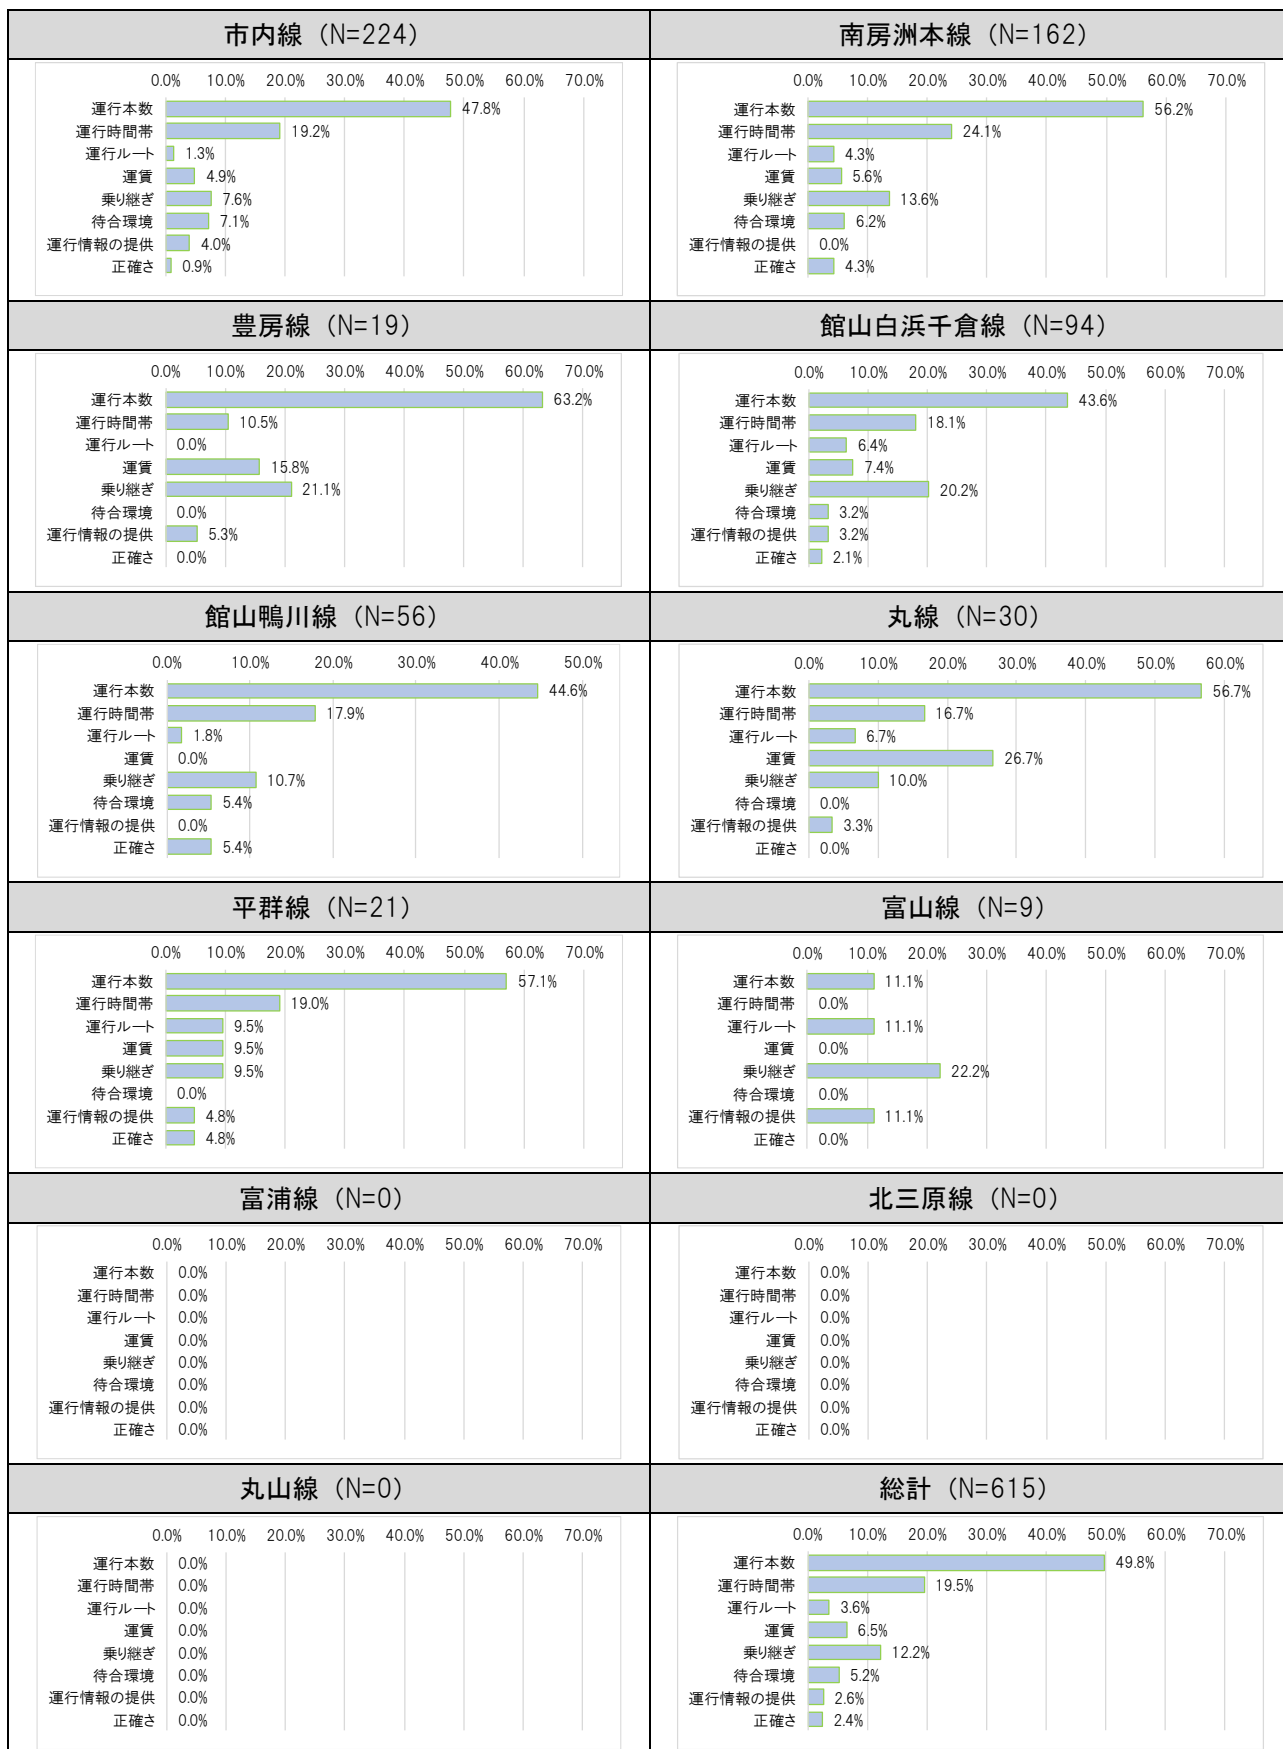 市内線（N=224）
0.0% 10.0% 20.0% 30.0% 40.0% 50.0% 60.0% 70.0%
運行本数 47.8%
運行時間帯 19.2%
運行ルート 1.3%
運賃 4.9%
乗り継ぎ 7.6%
待合環境 7.1%
運行情報の提供 4.0%
正確さ 0.9%
南房洲本線（N=162）
0.0% 10.0% 20.0% 30.0% 40.0% 50.0% 60.0% 70.0%
運行本数 56.2%
運行時間帯 24.1%
運行ルート 4.3%
運賃 5.6%
乗り継ぎ 13.6%
待合環境 6.2%
運行情報の提供 0.0%
正確さ 4.3%
豊房線（N=19）
0.0% 10.0% 20.0% 30.0% 40.0% 50.0% 60.0% 70.0%
運行本数 63.2%
運行時間帯 10.5%
運行ルート 0.0%
運賃 15.8%
乗り継ぎ 21.1%
待合環境 0.0%
運行情報の提供 5.3%
正確さ 0.0%
館山白浜千倉線（N=94）
0.0% 10.0% 20.0% 30.0% 40.0% 50.0% 60.0% 70.0%
運行本数 43.6%
運行時間帯 18.1%
運行ルート 6.4%
運賃 7.4%
乗り継ぎ 20.2%
待合環境 3.2%
運行情報の提供 3.2%
正確さ 2.1%
館山鴨川線（N=56）
0.0% 10.0% 20.0% 30.0% 40.0% 50.0%
運行本数 44.6%
運行時間帯 17.9%
運行ルート 1.8%
運賃 0.0%
乗り継ぎ 10.7%
待合環境 5.4%
運行情報の提供 0.0%
正確さ 5.4%
丸線（N=30）
0.0% 10.0% 20.0% 30.0% 40.0% 50.0% 60.0%
運行本数 56.7%
運行時間帯 16.7%
運行ルート 6.7%
運賃 26.7%
乗り継ぎ 10.0%
待合環境 0.0%
運行情報の提供 3.3%
正確さ 0.0%
平群線（N=21）
0.0% 10.0% 20.0% 30.0% 40.0% 50.0% 60.0% 70.0%
運行本数 57.1%
運行時間帯 19.0%
運行ルート 9.5%
運賃 9.5%
乗り継ぎ 9.5%
待合環境 0.0%
運行情報の提供 4.8%
正確さ 4.8%
富山線（N=9）
0.0% 10.0% 20.0% 30.0% 40.0% 50.0% 60.0% 70.0%
運行本数 11.1%
運行時間帯 0.0%
運行ルート 11.1%
運賃 0.0%
乗り継ぎ 22.2%
待合環境 0.0%
運行情報の提供 11.1%
正確さ 0.0%
富浦線（N=0）
0.0% 10.0% 20.0% 30.0% 40.0% 50.0% 60.0% 70.0%
運行本数 0.0%
運行時間帯 0.0%
運行ルート 0.0%
運賃 0.0%
乗り継ぎ 0.0%
待合環境 0.0%
運行情報の提供 0.0%
正確さ 0.0%
北三原線（N=0）
0.0% 10.0% 20.0% 30.0% 40.0% 50.0% 60.0% 70.0%
運行本数 0.0%
運行時間帯 0.0%
運行ルート 0.0%
運賃 0.0%
乗り継ぎ 0.0%
待合環境 0.0%
運行情報の提供 0.0%
正確さ 0.0%
丸山線（N=0）
0.0% 10.0% 20.0% 30.0% 40.0% 50.0% 60.0% 70.0%
運行本数 0.0%
運行時間帯 0.0%
運行ルート 0.0%
運賃 0.0%
乗り継ぎ 0.0%
待合環境 0.0%
運行情報の提供 0.0%
正確さ 0.0%
総計（N=615）
0.0% 10.0% 20.0% 30.0% 40.0% 50.0% 60.0% 70.0%
運行本数 49.8%
運行時間帯 19.5%
運行ルート 3.6%
運賃 6.5%
乗り継ぎ 12.2%
待合環境 5.2%
運行情報の提供 2.6%
正確さ 2.4%